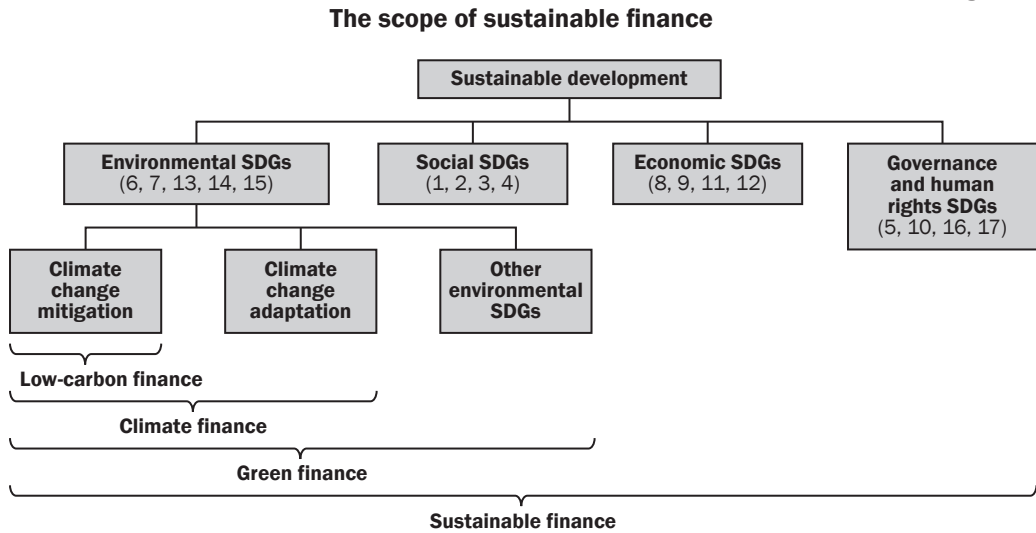 The scope of sustainable finance
Sustainable development
Environmental SDGs
(6, 7, 13, 14, 15)
Social SDGs
(1, 2, 3, 4)
Economic SDGs
(8, 9, 11, 12)
Governance
and human
rights SDGs
(5, 10, 16, 17)
Climate
change
mitigation
Climate
change
adaptation
Other
environmental
SDGs
Low-carbon finance
Climate finance
Green finance
Sustainable finance